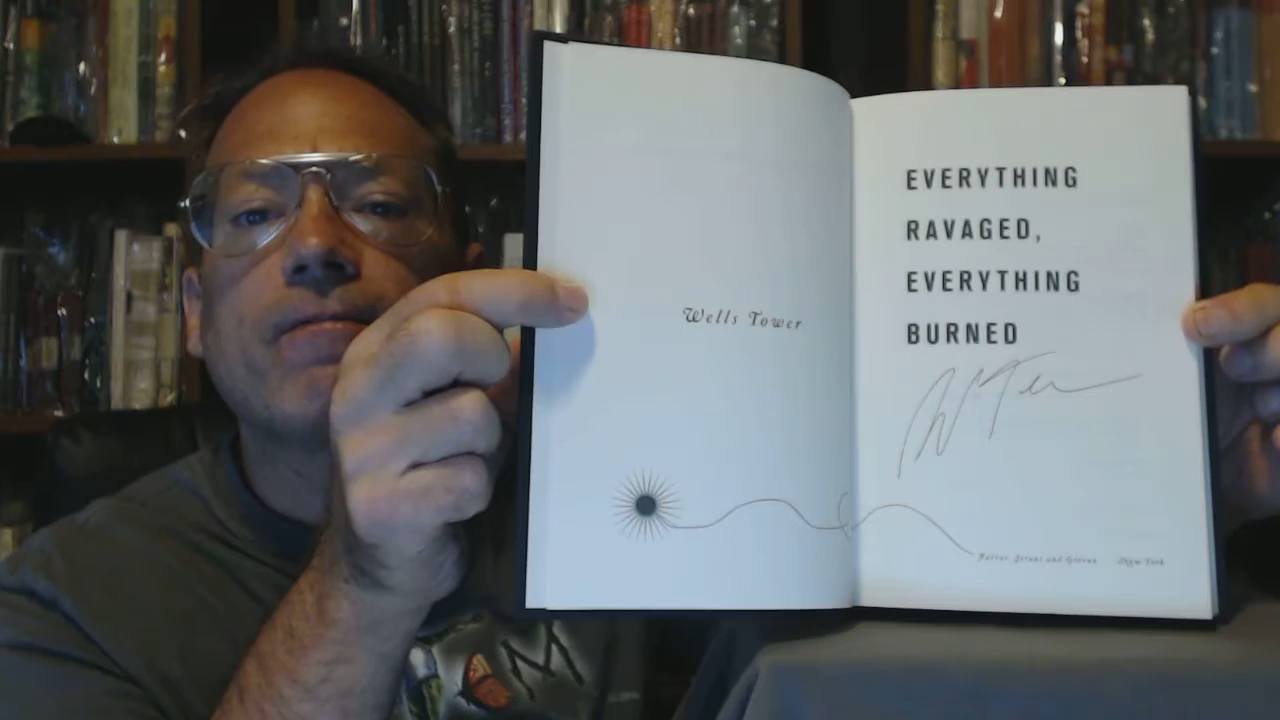 Wells Tower
EVERYTHING
RAVAGED,
EVERYTHING
BURNED
Farrar, Straus and Giroux New York